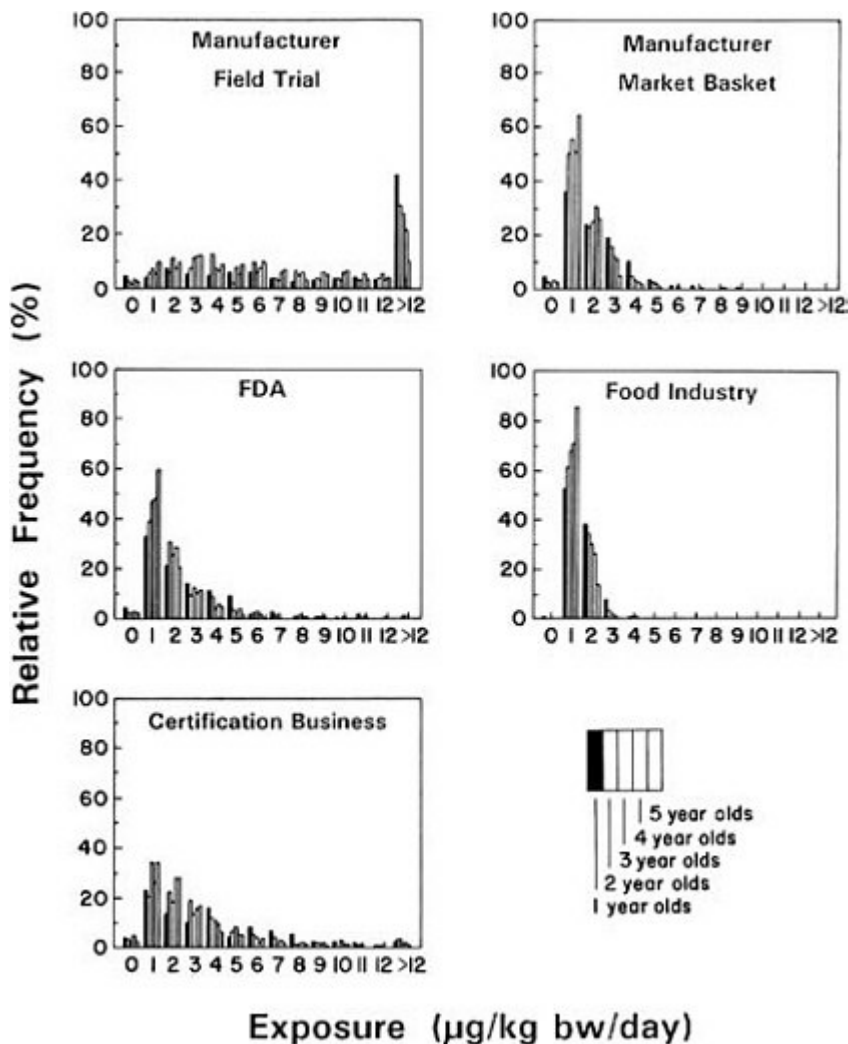 Relative Frequency (%)
Manufacturer
Field Trial
100
80
60
40
20
0
0 1 2 3 4 5 6 7 8 9 10 11 12 >12
Manufacturer
Market Basket
100
80
60
40
20
0
0 1 2 3 4 5 6 7 8 9 10 11 12 >12
FDA
100
80
60
40
20
0
0 1 2 3 4 5 6 7 8 9 10 11 12 >12
Food Industry
100
80
60
40
20
0
0 1 2 3 4 5 6 7 8 9 10 11 12 >12
Certification Business
100
80
60
40
20
0
0 1 2 3 4 5 6 7 8 9 10 11 12 >12
5 year olds
4 year olds
3 year olds
2 year olds
1 year olds
Exposure (µg/kg bw/day)